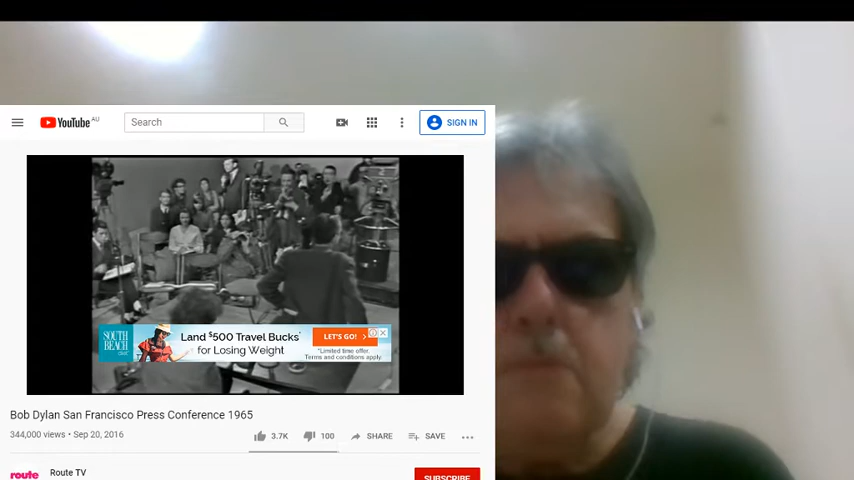 YouTube AU
Search
SIGN IN
SOUTH
BEACH
Land $500 Travel Bucks*
for Losing Weight
LET'S GO!
*Limited time offer.
Terms and conditions apply.
Bob Dylan San Francisco Press Conference 1965
344,000 views • Sep 20, 2016
3.7K
100
SHARE
SAVE
route
Route TV
SUBSCRIBE